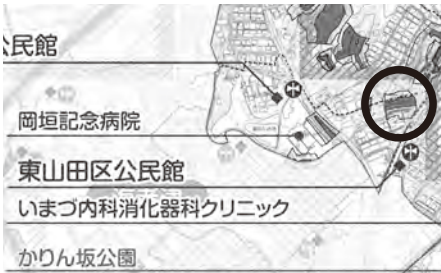 公民館
岡垣記念病院
東山田区公民館
いまづ内科消化器科クリニック
かりん坂公園